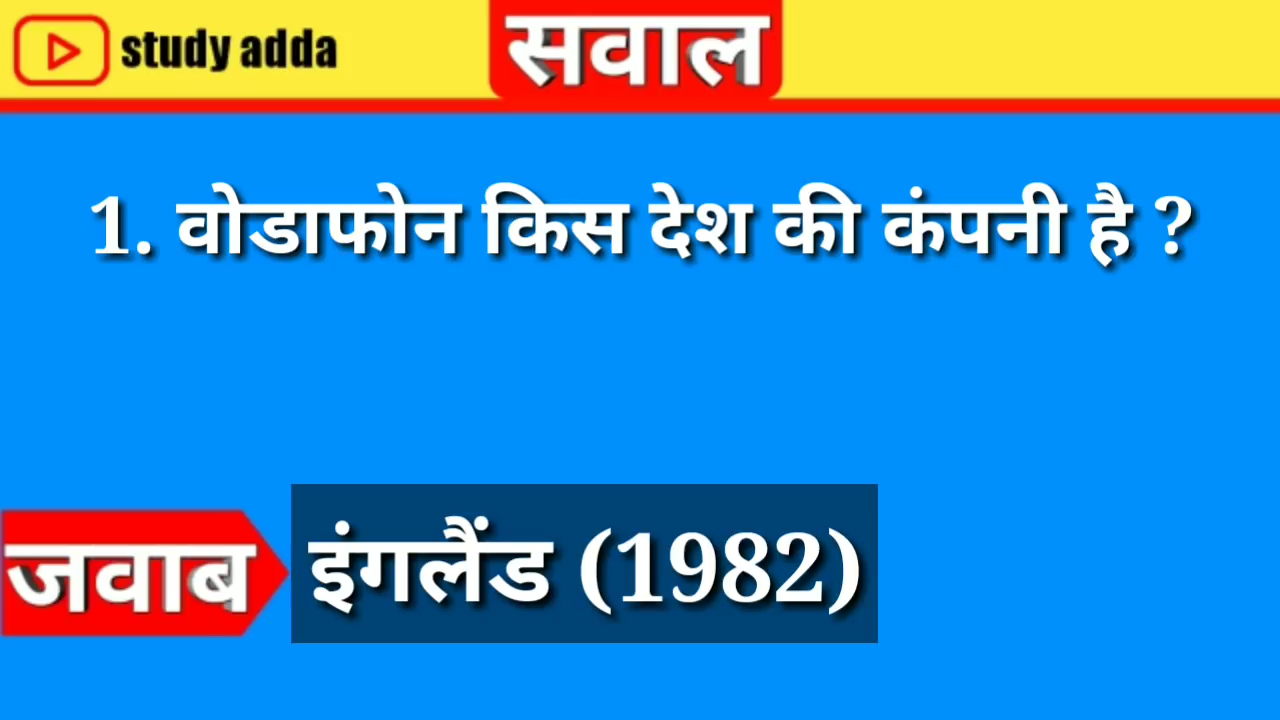 study adda
सवाल
1. वोडाफोन किस देश की कंपनी है ?
जवाब
इंगलैंड (1982)